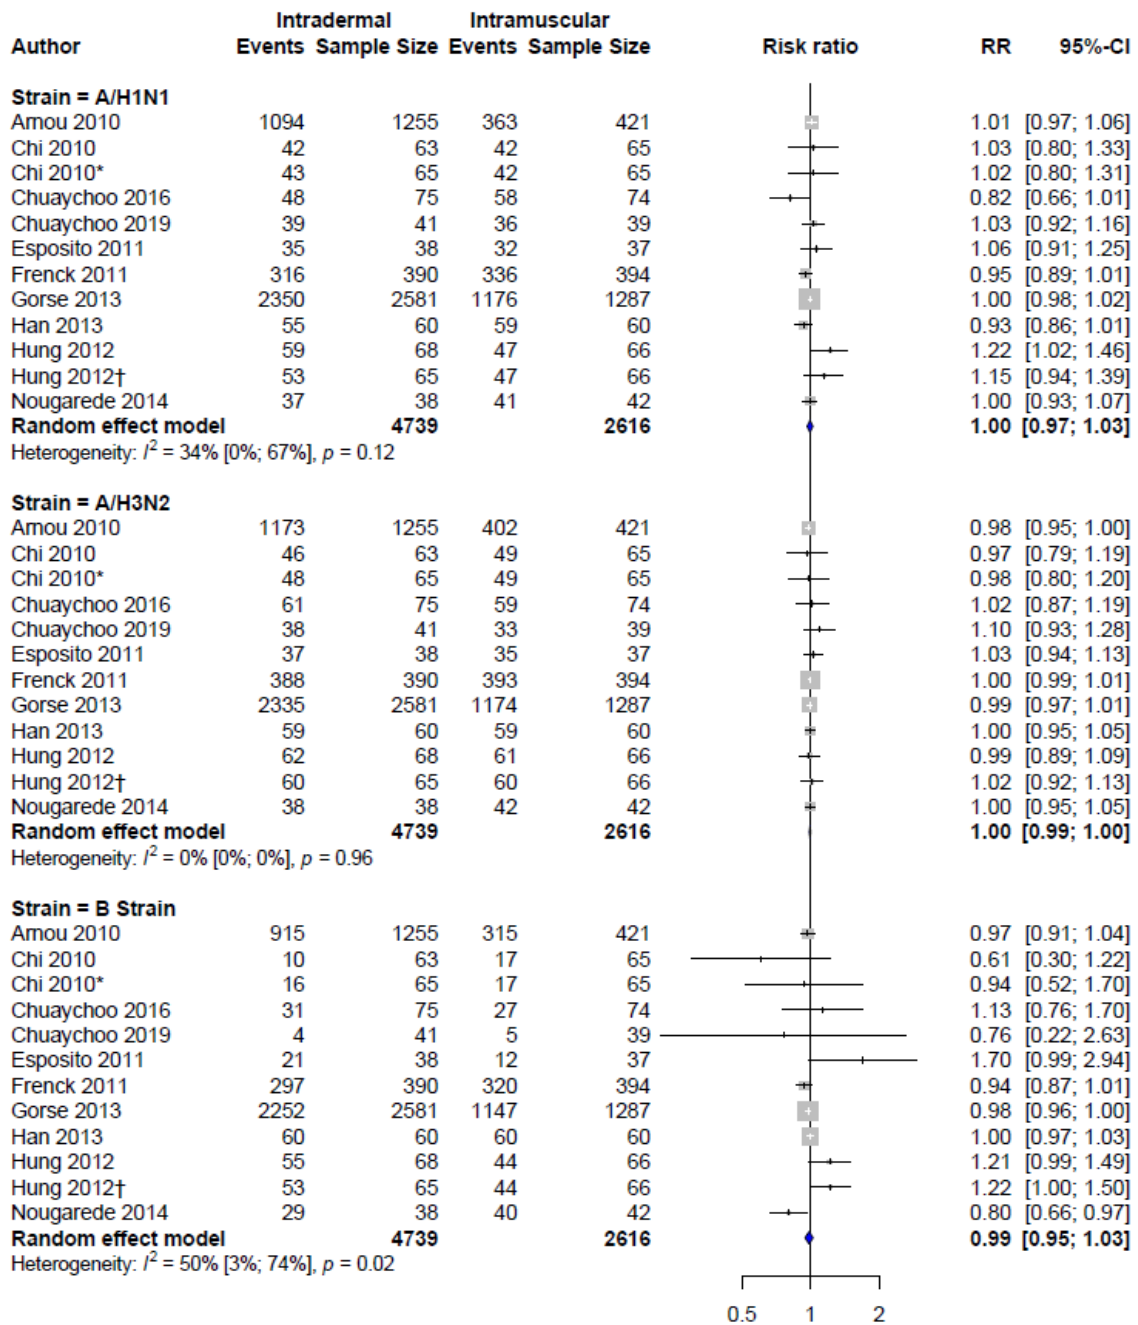 Intradermal Intramuscular
Author Events Sample Size Events Sample Size Risk ratio RR 95%-CI
Strain = A/H1N1
Arnou 2010 1094 1255 363 421 1.01 [0.97; 1.06]
Chi 2010 42 63 42 65 1.03 [0.80; 1.33]
Chi 2010* 43 65 42 65 1.02 [0.80; 1.31]
Chuaychoo 2016 48 75 58 74 0.82 [0.66; 1.01]
Chuaychoo 2019 39 41 36 39 1.03 [0.92; 1.16]
Esposito 2011 35 38 32 37 1.06 [0.91; 1.25]
Frenck 2011 316 390 336 394 0.95 [0.89; 1.01]
Gorse 2013 2350 2581 1176 1287 1.00 [0.98; 1.02]
Han 2013 55 60 59 60 0.93 [0.86; 1.01]
Hung 2012 59 68 47 66 1.22 [1.02; 1.46]
Hung 2012† 53 65 47 66 1.15 [0.94; 1.39]
Nougarede 2014 37 38 41 42 1.00 [0.93; 1.07]
Random effect model 4739 2616 1.00 [0.97; 1.03]
Heterogeneity: I² = 34% [0%; 67%], p = 0.12
Strain = A/H3N2
Arnou 2010 1173 1255 402 421 0.98 [0.95; 1.00]
Chi 2010 46 63 49 65 0.97 [0.79; 1.19]
Chi 2010* 48 65 49 65 0.98 [0.80; 1.20]
Chuaychoo 2016 61 75 59 74 1.02 [0.87; 1.19]
Chuaychoo 2019 38 41 33 39 1.10 [0.93; 1.28]
Esposito 2011 37 38 35 37 1.03 [0.94; 1.13]
Frenck 2011 388 390 393 394 1.00 [0.99; 1.01]
Gorse 2013 2335 2581 1174 1287 0.99 [0.97; 1.01]
Han 2013 59 60 59 60 1.00 [0.95; 1.05]
Hung 2012 62 68 61 66 0.99 [0.89; 1.09]
Hung 2012† 60 65 60 66 1.02 [0.92; 1.13]
Nougarede 2014 38 38 42 42 1.00 [0.95; 1.05]
Random effect model 4739 2616 1.00 [0.99; 1.00]
Heterogeneity: I² = 0% [0%; 0%], p = 0.96
Strain = B Strain
Arnou 2010 915 1255 315 421 0.97 [0.91; 1.04]
Chi 2010 10 63 17 65 0.61 [0.30; 1.22]
Chi 2010* 16 65 17 65 0.94 [0.52; 1.70]
Chuaychoo 2016 31 75 27 74 1.13 [0.76; 1.70]
Chuaychoo 2019 4 41 5 39 0.76 [0.22; 2.63]
Esposito 2011 21 38 12 37 1.70 [0.99; 2.94]
Frenck 2011 297 390 320 394 0.94 [0.87; 1.01]
Gorse 2013 2252 2581 1147 1287 0.98 [0.96; 1.00]
Han 2013 60 60 60 60 1.00 [0.97; 1.03]
Hung 2012 55 68 44 66 1.21 [0.99; 1.49]
Hung 2012† 53 65 44 66 1.22 [1.00; 1.50]
Nougarede 2014 29 38 40 42 0.80 [0.66; 0.97]
Random effect model 4739 2616 0.99 [0.95; 1.03]
Heterogeneity: I² = 50% [3%; 74%], p = 0.02
0.5 1 2